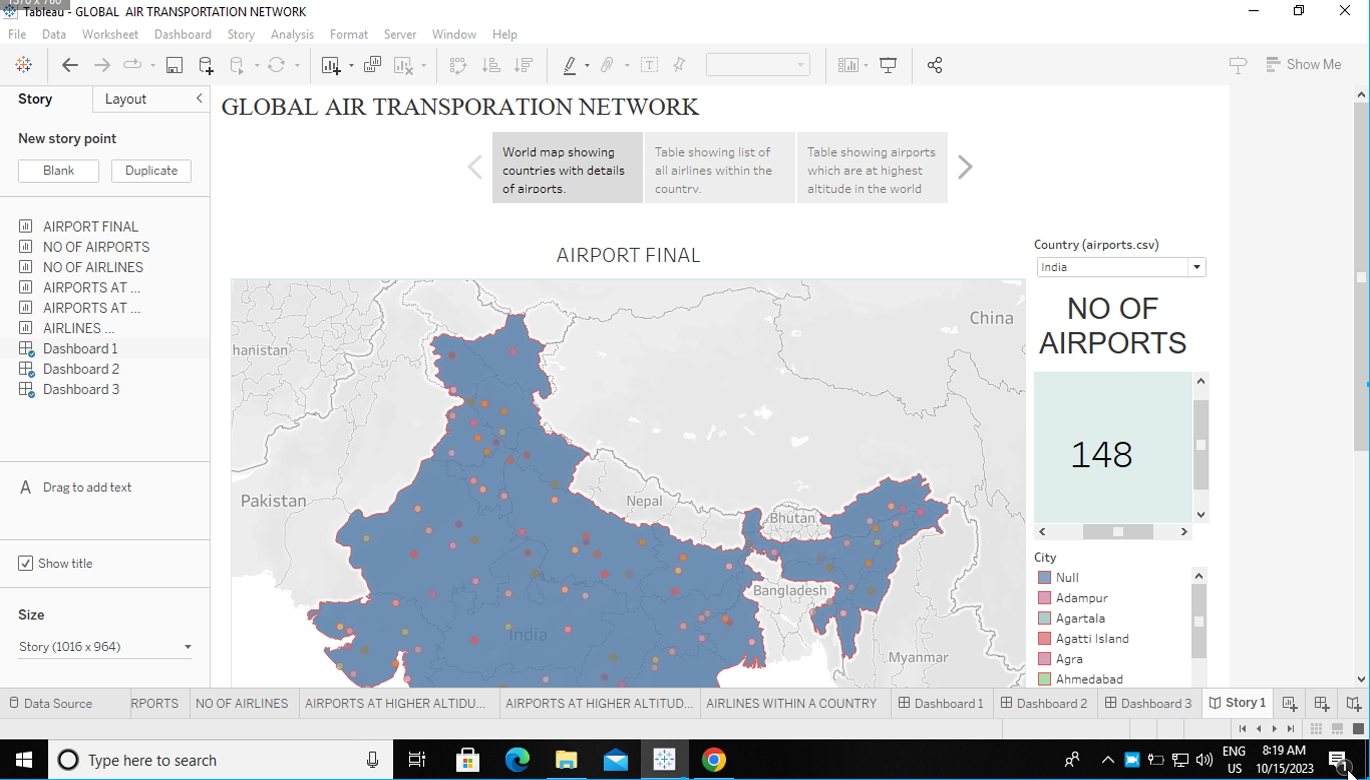 1370 x 780
Tableau - GLOBAL AIR TRANSPORTATION NETWORK
File Data Worksheet Dashboard Story Analysis Format Server Window Help
Show Me
Story Layout
New story point
Blank Duplicate
AIRPORT FINAL
NO OF AIRPORTS
NO OF AIRLINES
AIRPORTS AT ...
AIRPORTS AT ...
AIRLINES ...
Dashboard 1
Dashboard 2
Dashboard 3
A Drag to add text
Show title
Size
Story (1016 x 964)
GLOBAL AIR TRANSPORATION NETWORK
World map showing
countries with details
of airports.
Table showing list of
all airlines within the
country.
Table showing airports
which are at highest
altitude in the world
AIRPORT FINAL
China
hanistan
Pakistan
Nepal
Bhutan
Bangladesh
India
Myanmar
Country (airports.csv)
India
NO OF
AIRPORTS
148
City
Null
Adampur
Agartala
Agatti Island
Agra
Ahmedabad
Data Source RPORTS NO OF AIRLINES AIRPORTS AT HIGHER ALTIDU... AIRPORTS AT HIGHER ALTITUD... AIRLINES WITHIN A COUNTRY Dashboard 1 Dashboard 2 Dashboard 3 Story 1
Type here to search
ENG
US
8:19 AM
10/15/2023
1